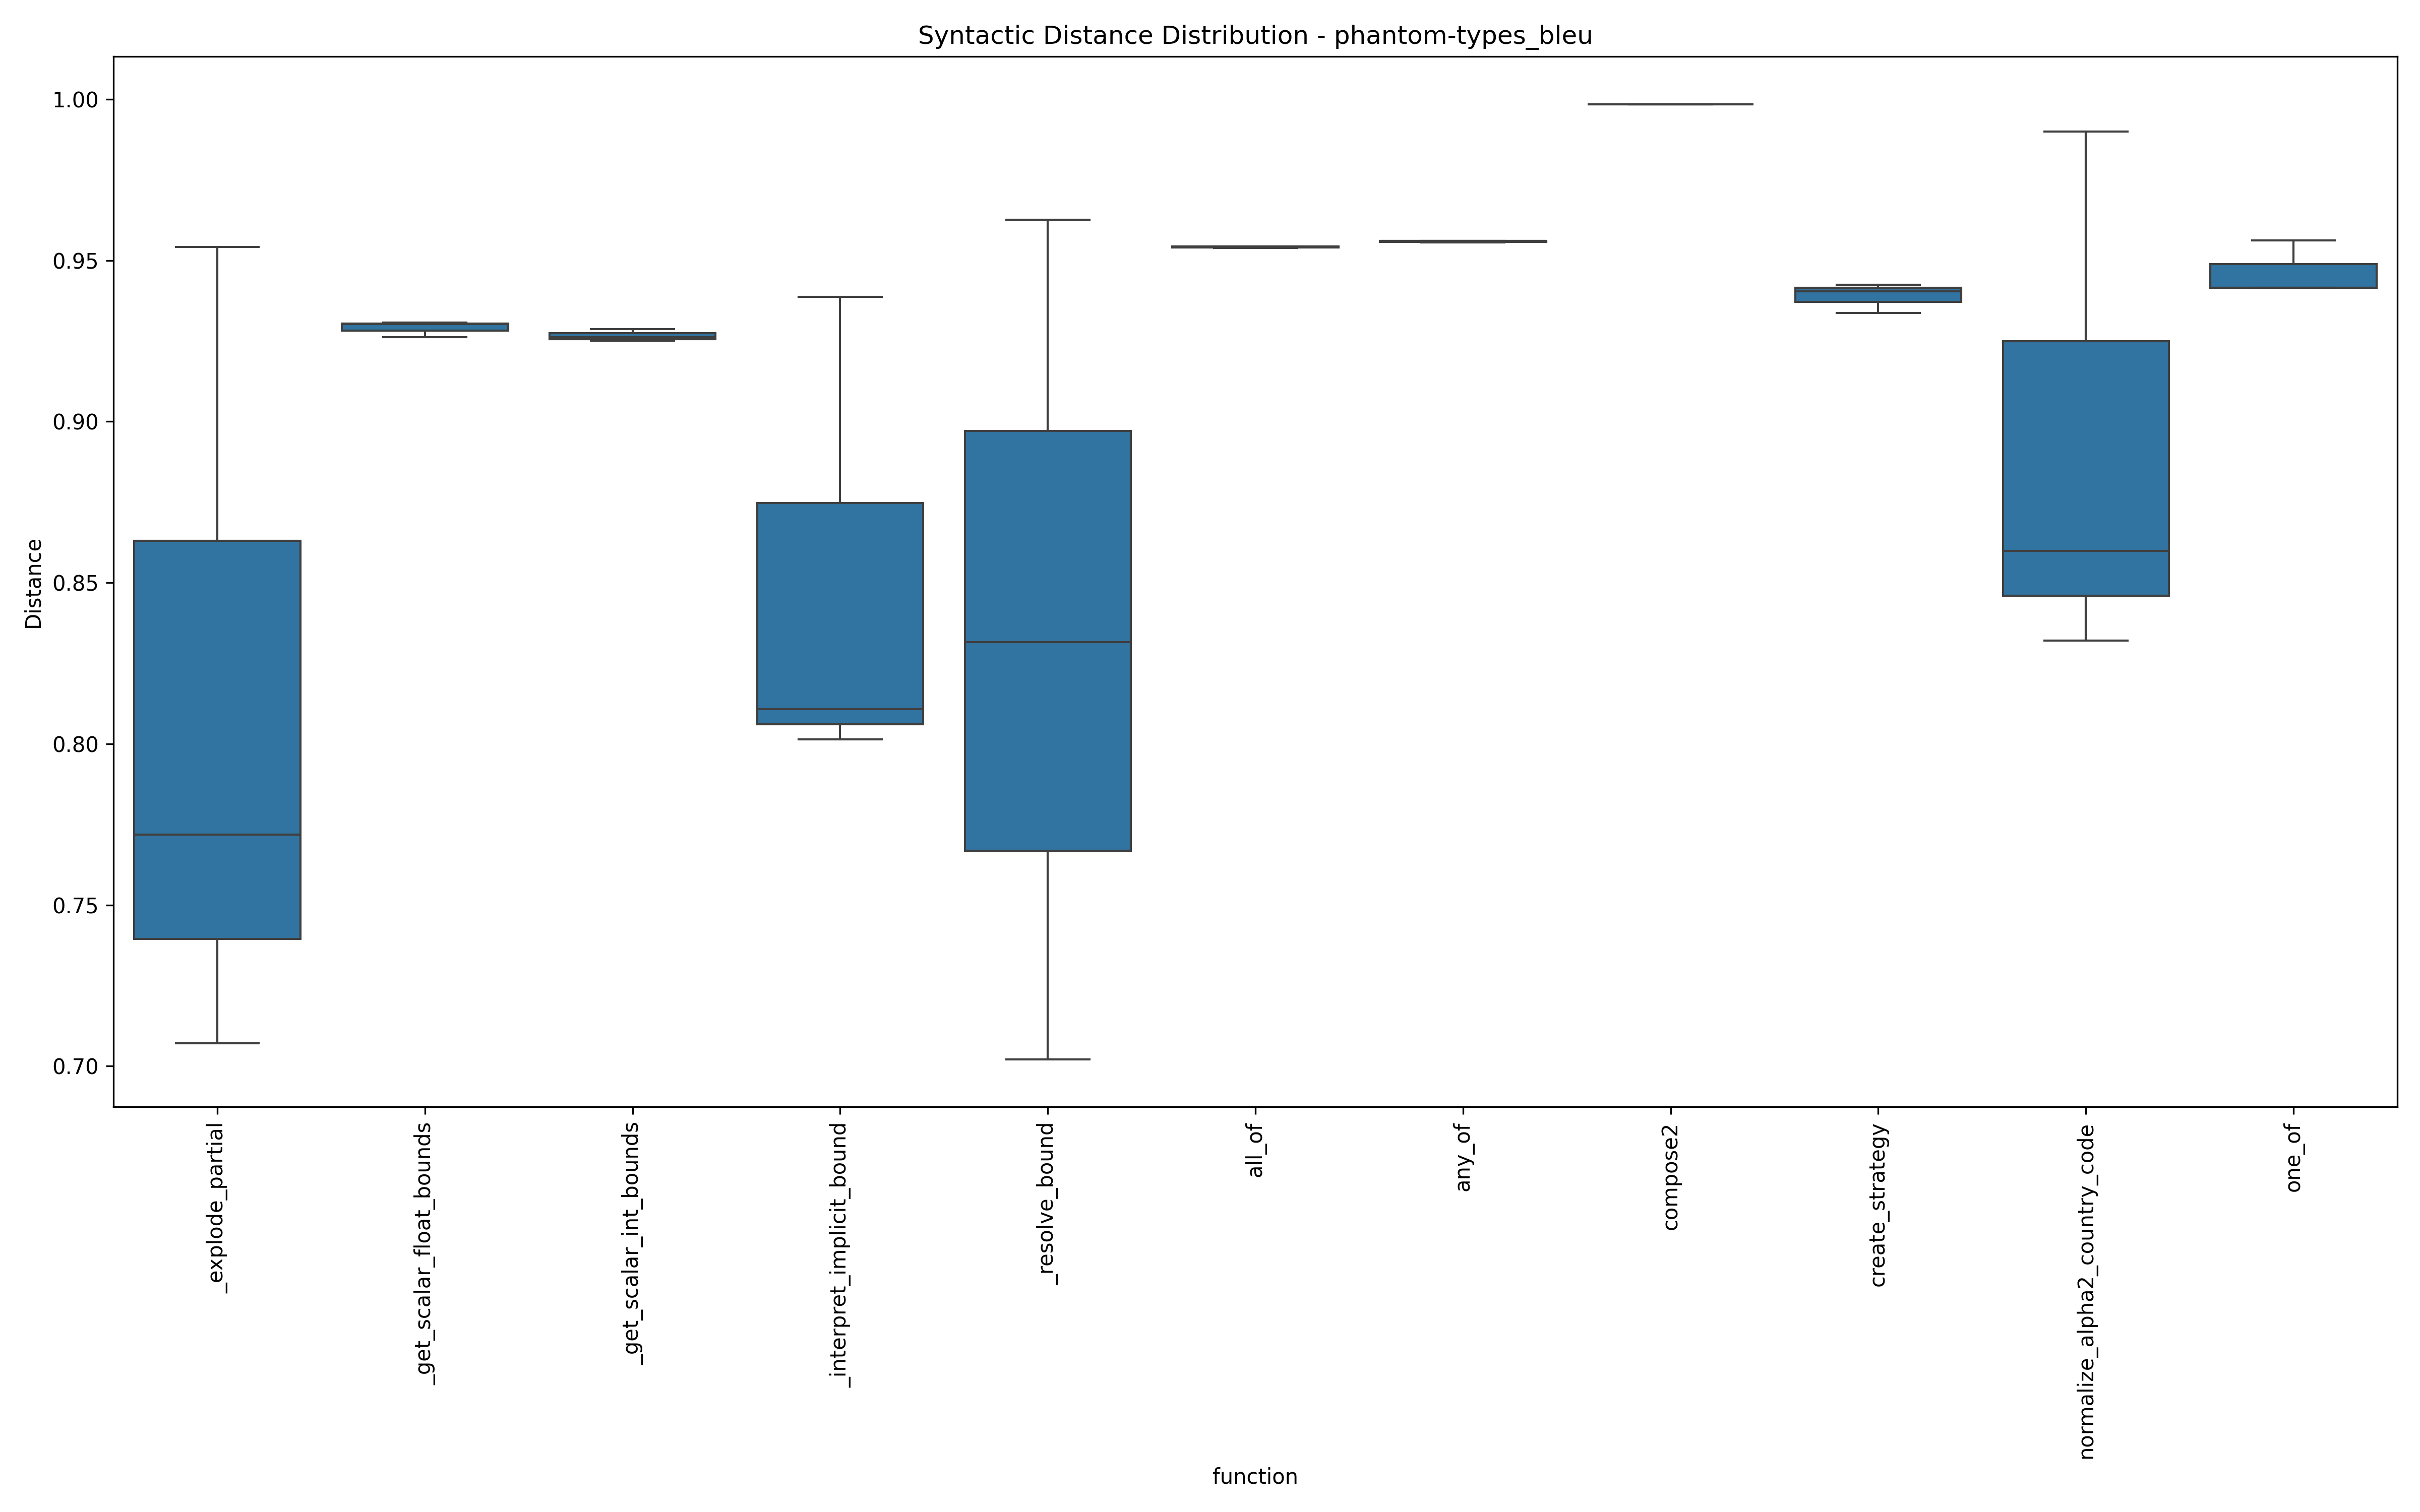 Syntactic Distance Distribution - phantom-types_bleu
1.00
0.95
0.90
0.85
0.80
0.75
0.70
Distance
_explode_partial
_get_scalar_float_bounds
_get_scalar_int_bounds
_interpret_implicit_bound
_resolve_bound
all_of
any_of
compose2
create_strategy
normalize_alpha2_country_code
one_of
function